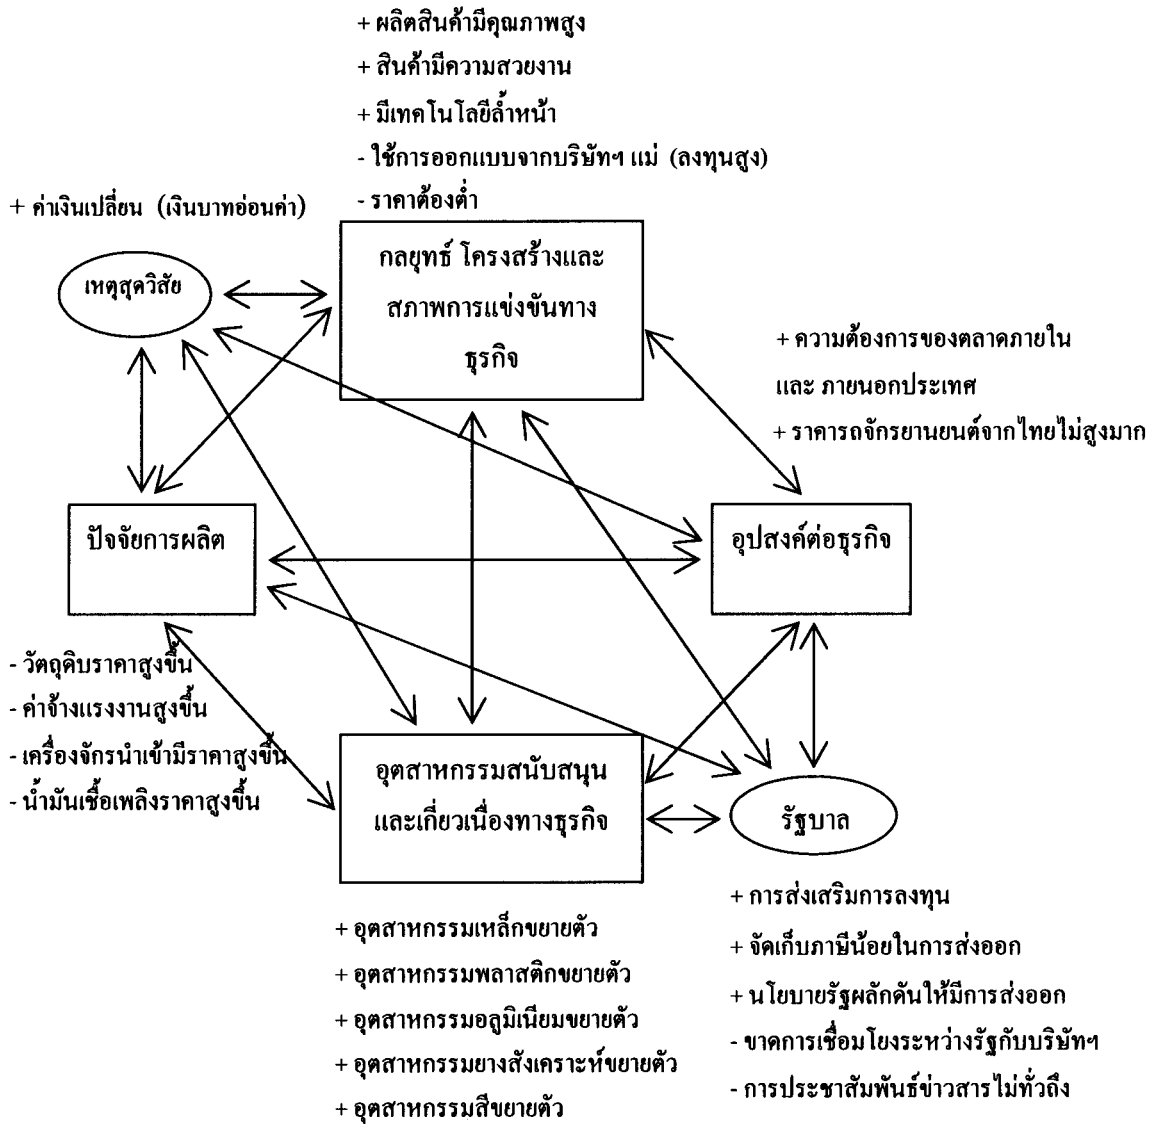 + ผลิตสินค้ามีคุณภาพสูง
+ สินค้ามีความสวยงาน
+ มีเทคโนโลยีล้ำหน้า
- ใช้การออกแบบจากบริษัทฯ แม่ (ลงทุนสูง)
- ราคาต้องต่ำ
+ ค่าเงินเปลี่ยน (เงินบาทอ่อนค่า)
เหตุสุดวิสัย
กลยุทธ์ โครงสร้างและ
สภาพการแข่งขันทาง
ธุรกิจ
+ ความต้องการของตลาดภายใน
และ ภายนอกประเทศ
+ ราคารถจักรยานยนต์จากไทยไม่สูงมาก
ปัจจัยการผลิต
อุปสงค์ต่อธุรกิจ
- วัตถุดิบราคาสูงขึ้น
- ค่าจ้างแรงงานสูงขึ้น
- เครื่องจักรนำเข้ามีราคาสูงขึ้น
- น้ำมันเชื้อเพลิงราคาสูงขึ้น
อุตสาหกรรมสนับสนุน
และเกี่ยวเนื่องทางธุรกิจ
รัฐบาล
+ อุตสาหกรรมเหล็กขยายตัว
+ อุตสาหกรรมพลาสติกขยายตัว
+ อุตสาหกรรมอลูมิเนียมขยายตัว
+ อุตสาหกรรมยางสังเคราะห์ขยายตัว
+ อุตสาหกรรมสีขยายตัว
+ การส่งเสริมการลงทุน
+ จัดเก็บภาษีน้อยในการส่งออก
+ นโยบายรัฐผลักดันให้มีการส่งออก
- ขาดการเชื่อมโยงระหว่างรัฐกับบริษัทฯ
- การประชาสัมพันธ์ข่าวสารไม่ทั่วถึง